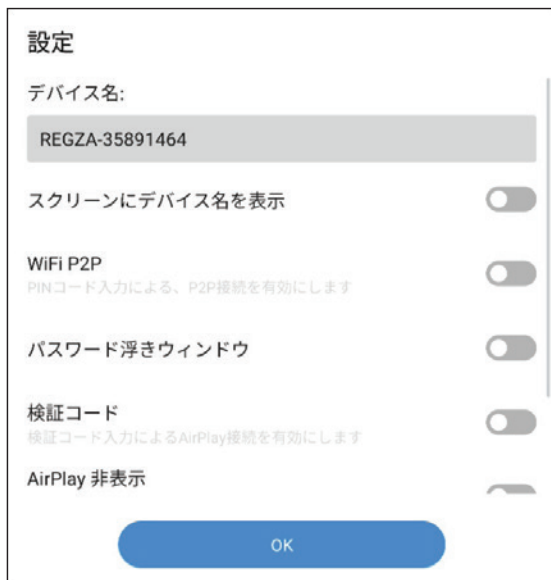 設定
デバイス名:
REGZA-35891464
スクリーンにデバイス名を表示
WiFi P2P
PINコード入力による、P2P接続を有効にします
パスワード浮きウィンドウ
検証コード
検証コード入力によるAirPlay接続を有効にします
AirPlay 非表示
OK